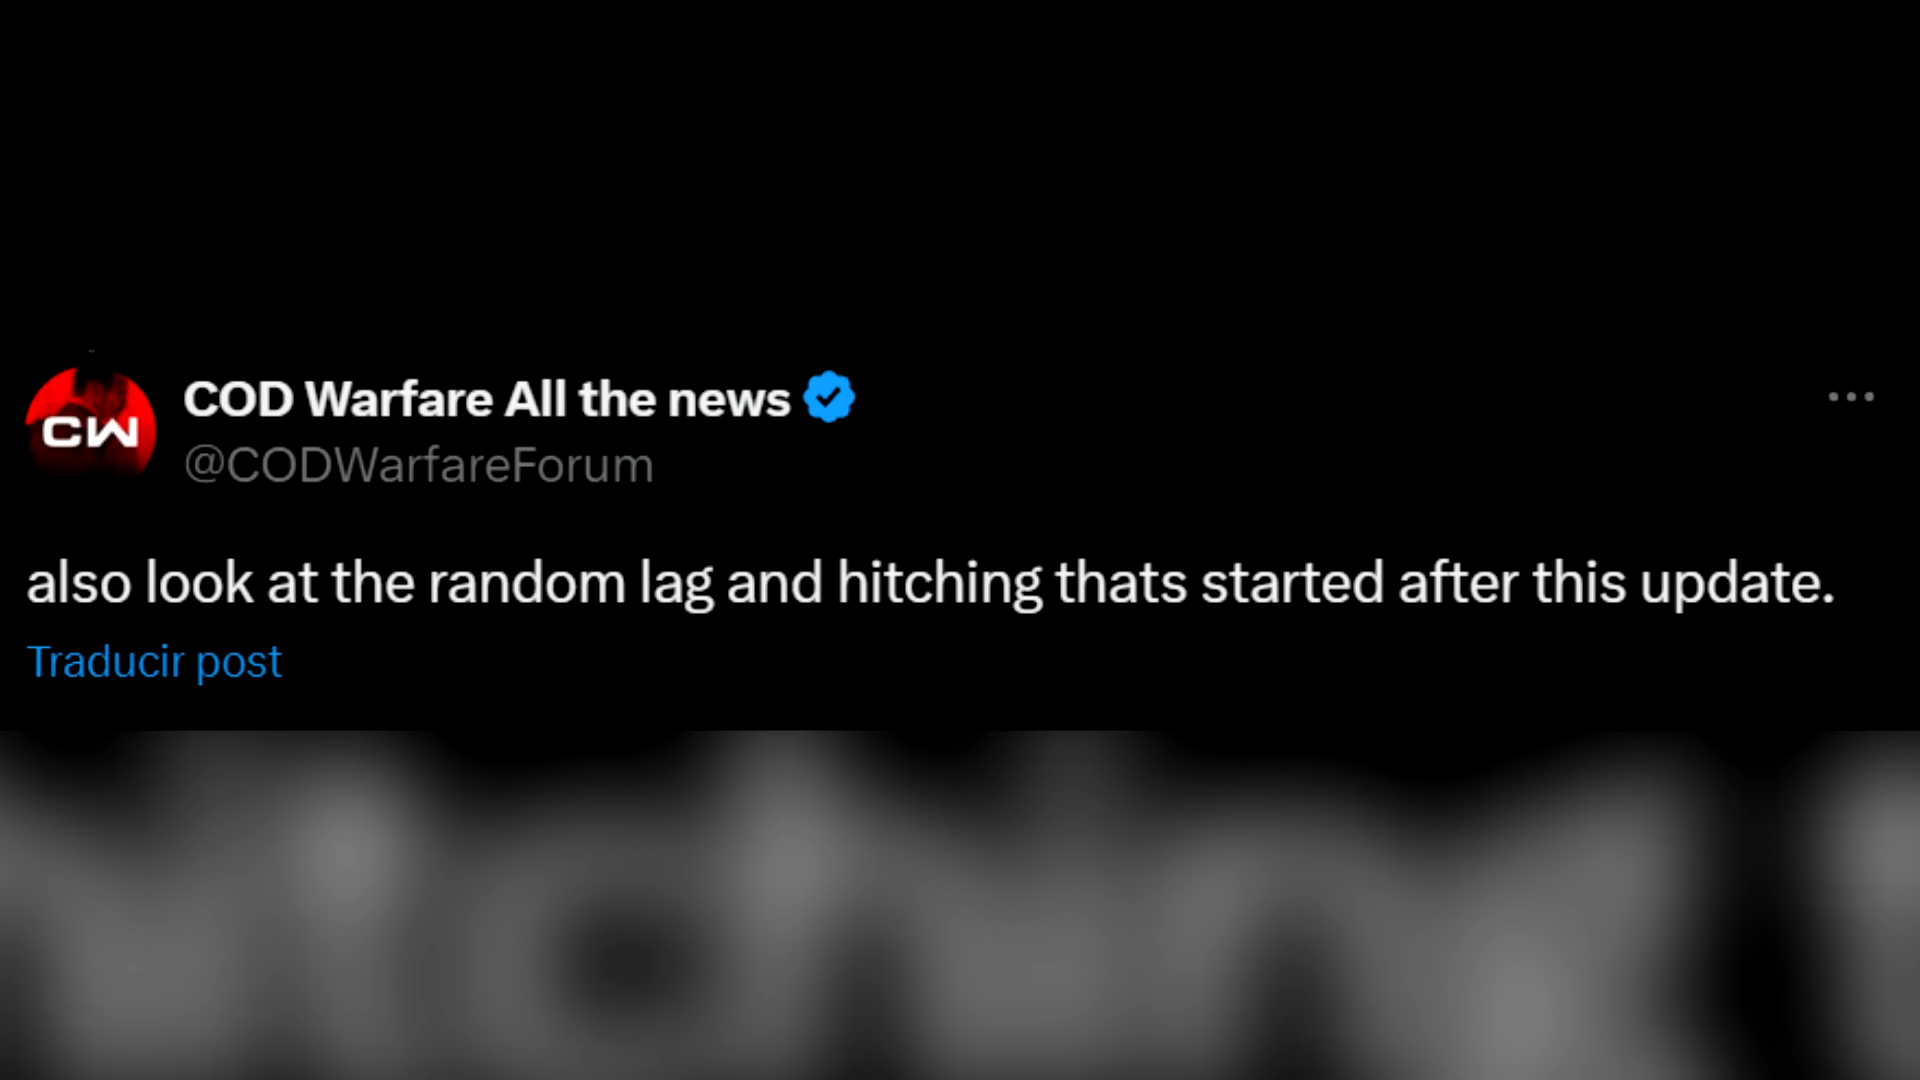 CW
COD Warfare All the news
@CODWarfareForum
also look at the random lag and hitching thats started after this update.
Traducir post